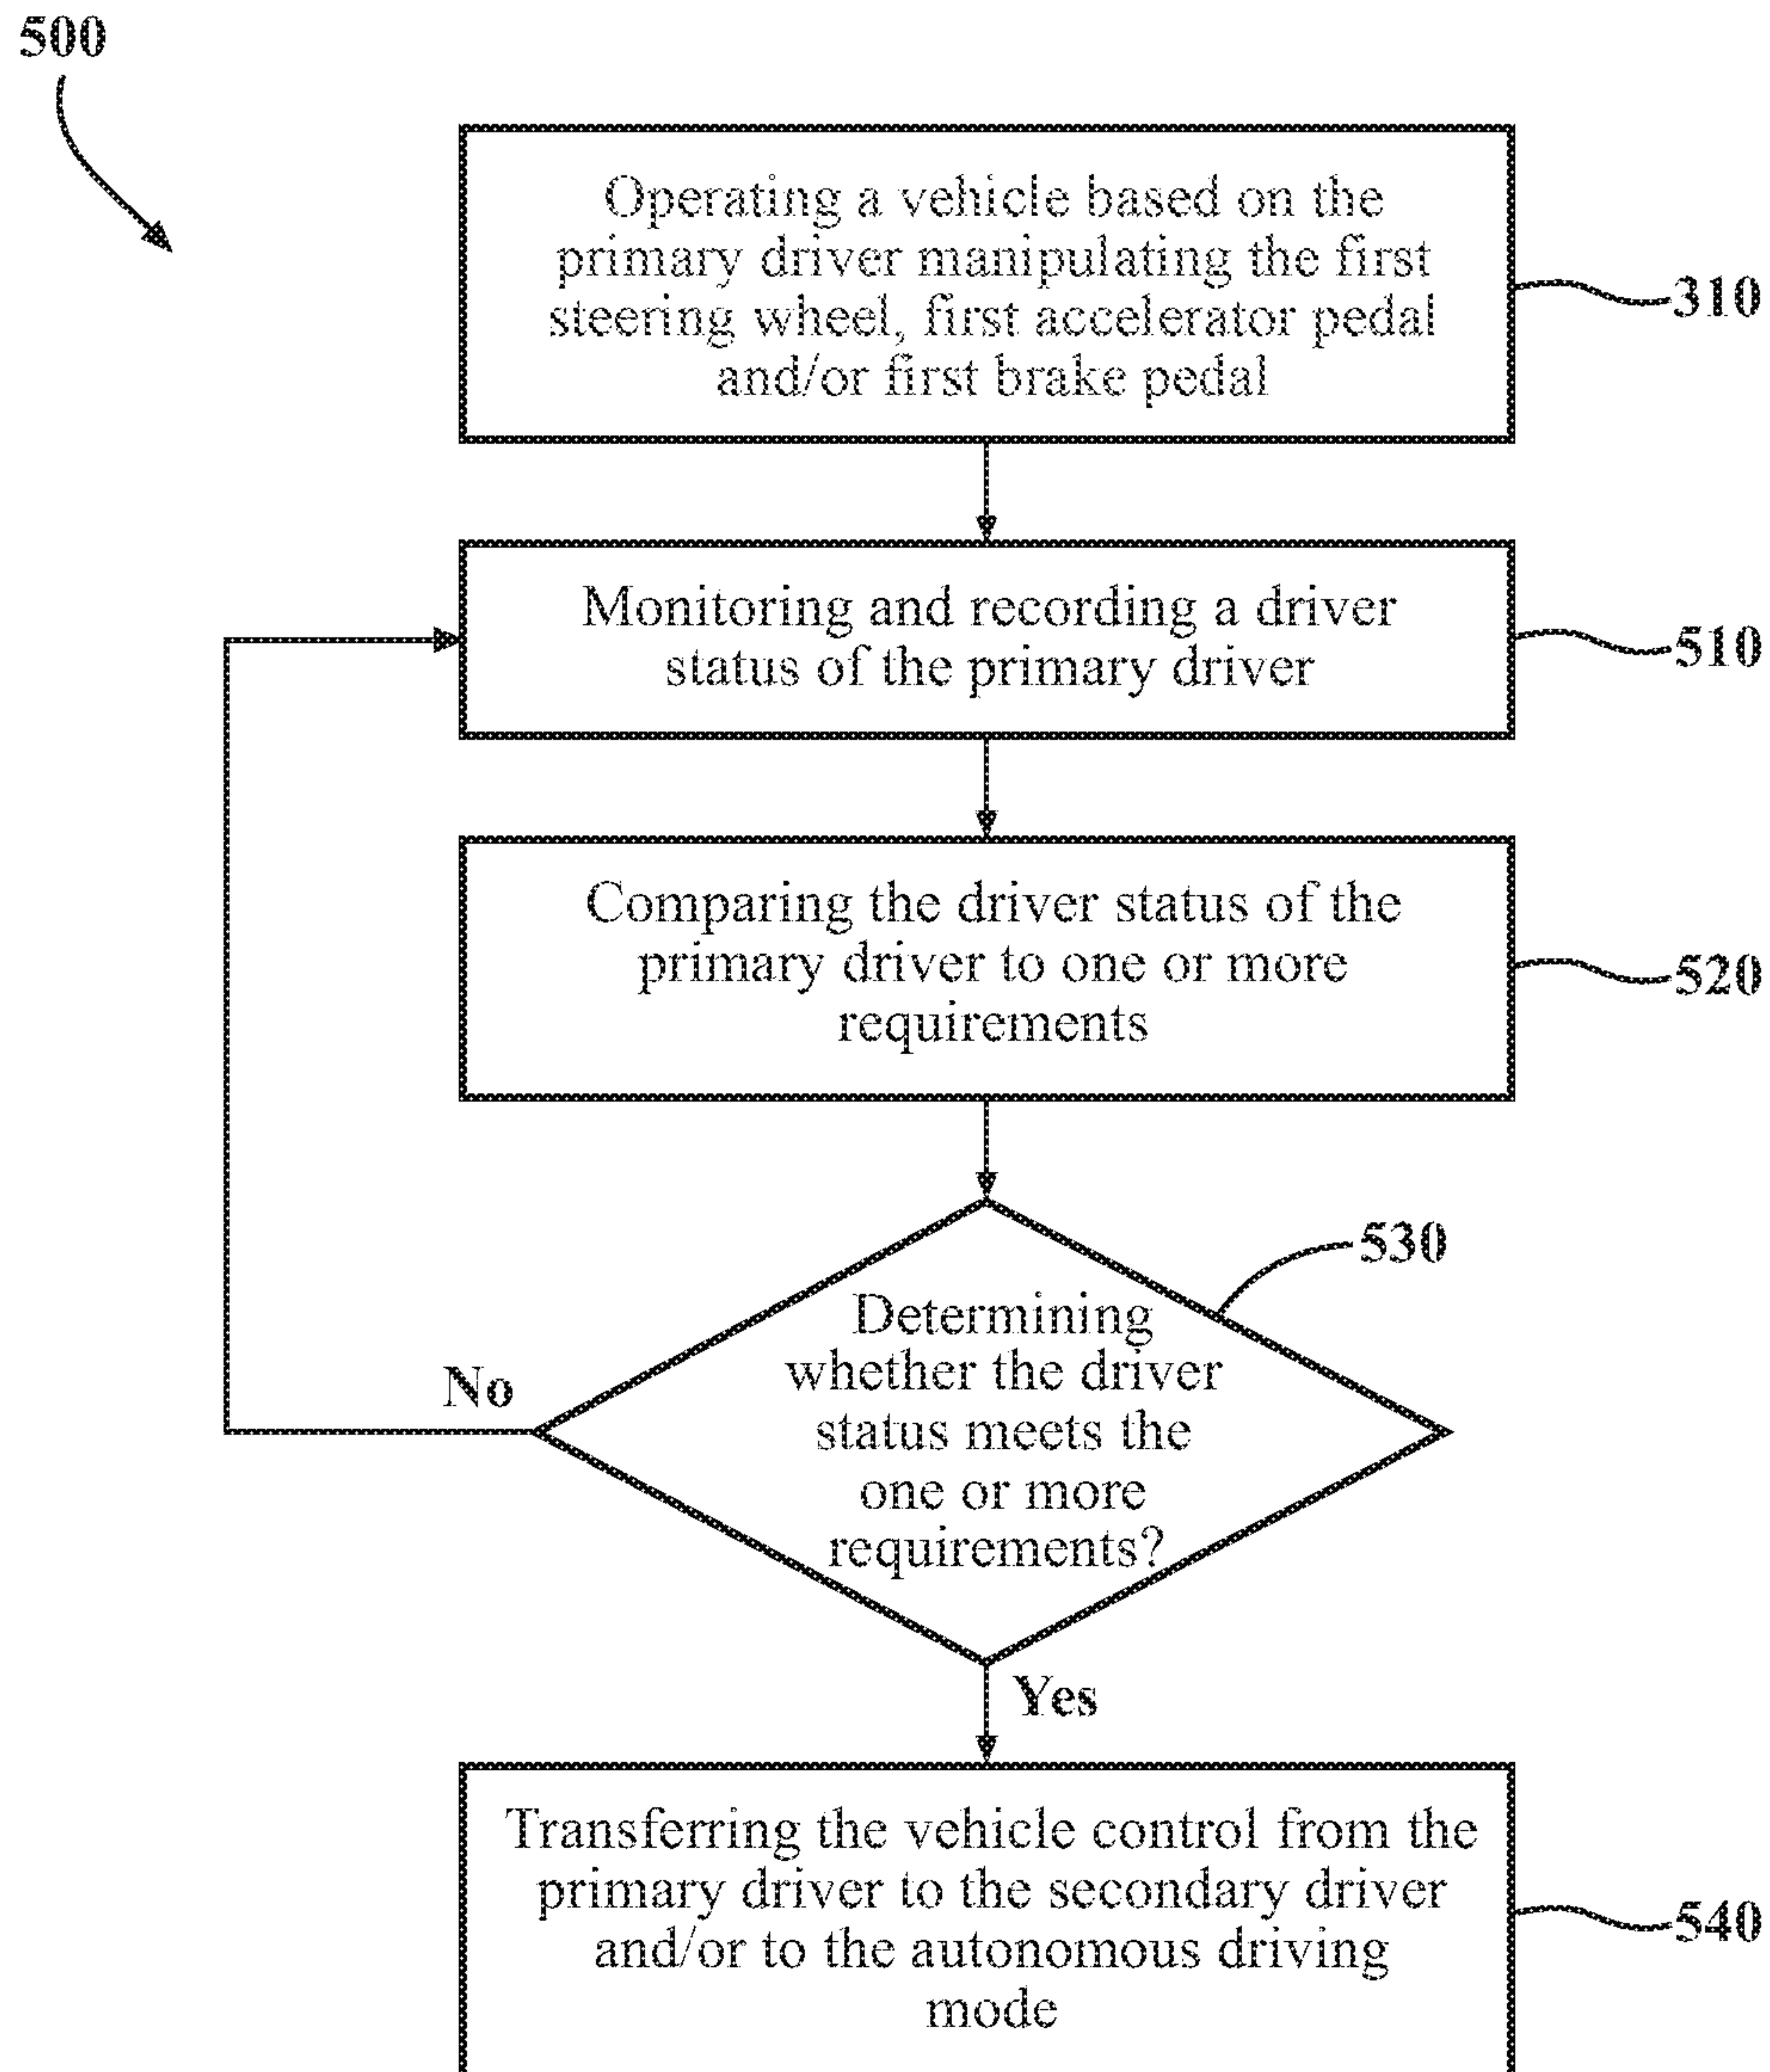 500
Operating a vehicle based on the
primary driver manipulating the first
steering wheel, first accelerator pedal
and/or first brake pedal
310
Monitoring and recording a driver
status of the primary driver
510
Comparing the driver status of the
primary driver to one or more
requirements
520
530
Determining
whether the driver
status meets the
one or more
requirements?
No
Yes
Transferring the vehicle control from the
primary driver to the secondary driver
and/or to the autonomous driving
mode
540